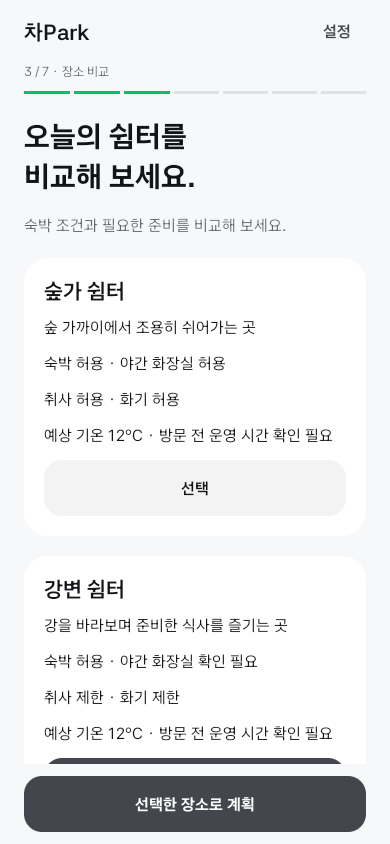 차Park
설정
3 / 7 · 장소 비교
오늘의 쉼터를
비교해 보세요.
숙박 조건과 필요한 준비를 비교해 보세요.
숲가 쉼터
숲 가까이에서 조용히 쉬어가는 곳
숙박 허용 · 야간 화장실 허용
취사 허용 · 화기 허용
예상 기온 12°C · 방문 전 운영 시간 확인 필요
선택
강변 쉼터
강을 바라보며 준비한 식사를 즐기는 곳
숙박 허용 · 야간 화장실 확인 필요
취사 제한 · 화기 제한
예상 기온 12°C · 방문 전 운영 시간 확인 필요
선택한 장소로 계획